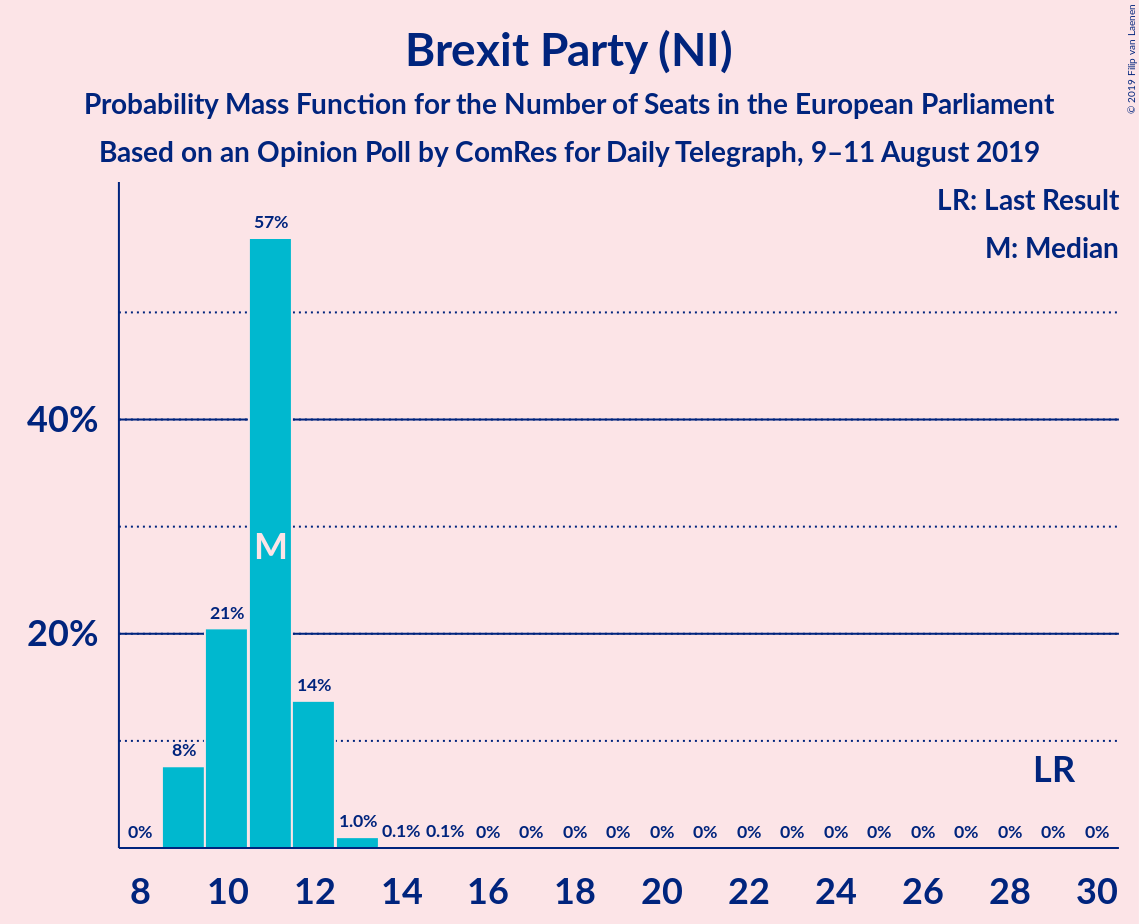 Brexit Party (NI)
Probability Mass Function for the Number of Seats in the European Parliament
Based on an Opinion Poll by ComRes for Daily Telegraph, 9–11 August 2019
© 2019 Filip van Laenen
LR: Last Result
M: Median
57%
40%
M
21%
20%
14%
8%
LR
0% 1.0% 0.1% 0.1% 0% 0% 0% 0% 0% 0% 0% 0% 0% 0% 0% 0% 0% 0% 0%
8 10 12 14 16 18 20 22 24 26 28 30